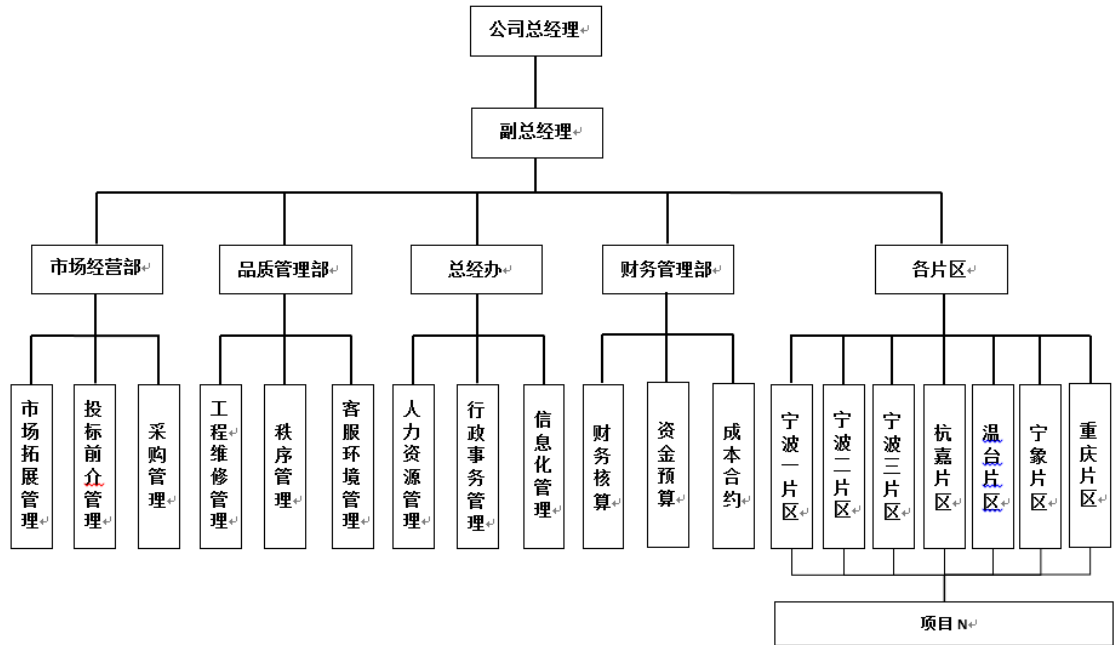 公司总经理
副总经理
市场经营部
品质管理部
总经办
财务管理部
各片区
市场拓展管理
投标前介管理
采购管理
工程维修管理
秩序管理
客服环境管理
人力资源管理
行政事务管理
信息化管理
财务核算
资金预算
成本合约
宁波一片区
宁波二片区
宁波三片区
杭嘉片区
温台片区
宁象片区
重庆片区
项目 N